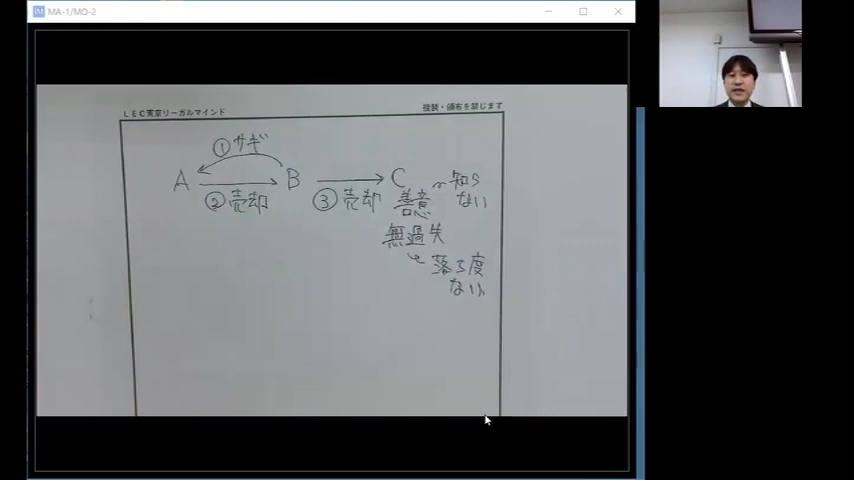 MA-1/MO-2
LEC東京リーガルマインド
複製・頒布を禁じます
①サギ
A
B
C
②売却
③売却
善意
知ら
ない
無過失
落ち度
ない